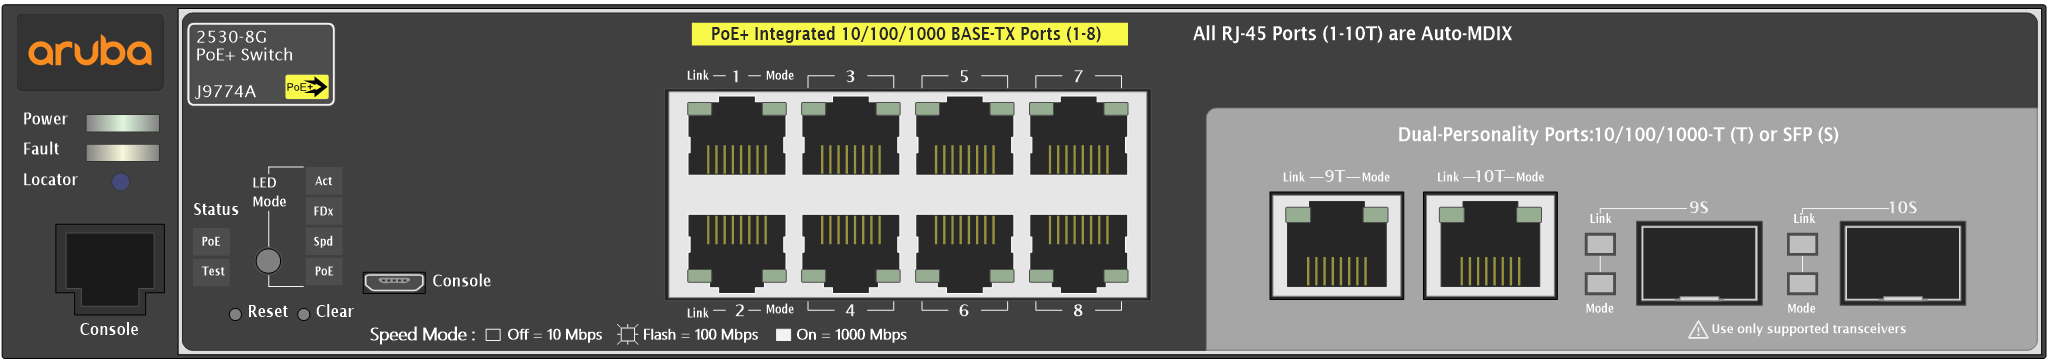 aruba
2530-8G
PoE+ Switch
J9774A
PoE+
Power
Fault
Locator
Console
Status
PoE
Test
LED
Mode
Act
FDx
Spd
PoE
Reset
Clear
Console
PoE+ Integrated 10/100/1000 BASE-TX Ports (1-8)
Link 1 Mode 3 5 7
Link 2 Mode 4 6 8
Speed Mode : Off = 10 Mbps Flash = 100 Mbps On = 1000 Mbps
All RJ-45 Ports (1-10T) are Auto-MDIX
Dual-Personality Ports:10/100/1000-T (T) or SFP (S)
Link 9T Mode
Link 10T Mode
9S
Link
Mode
10S
Link
Mode
Use only supported transceivers